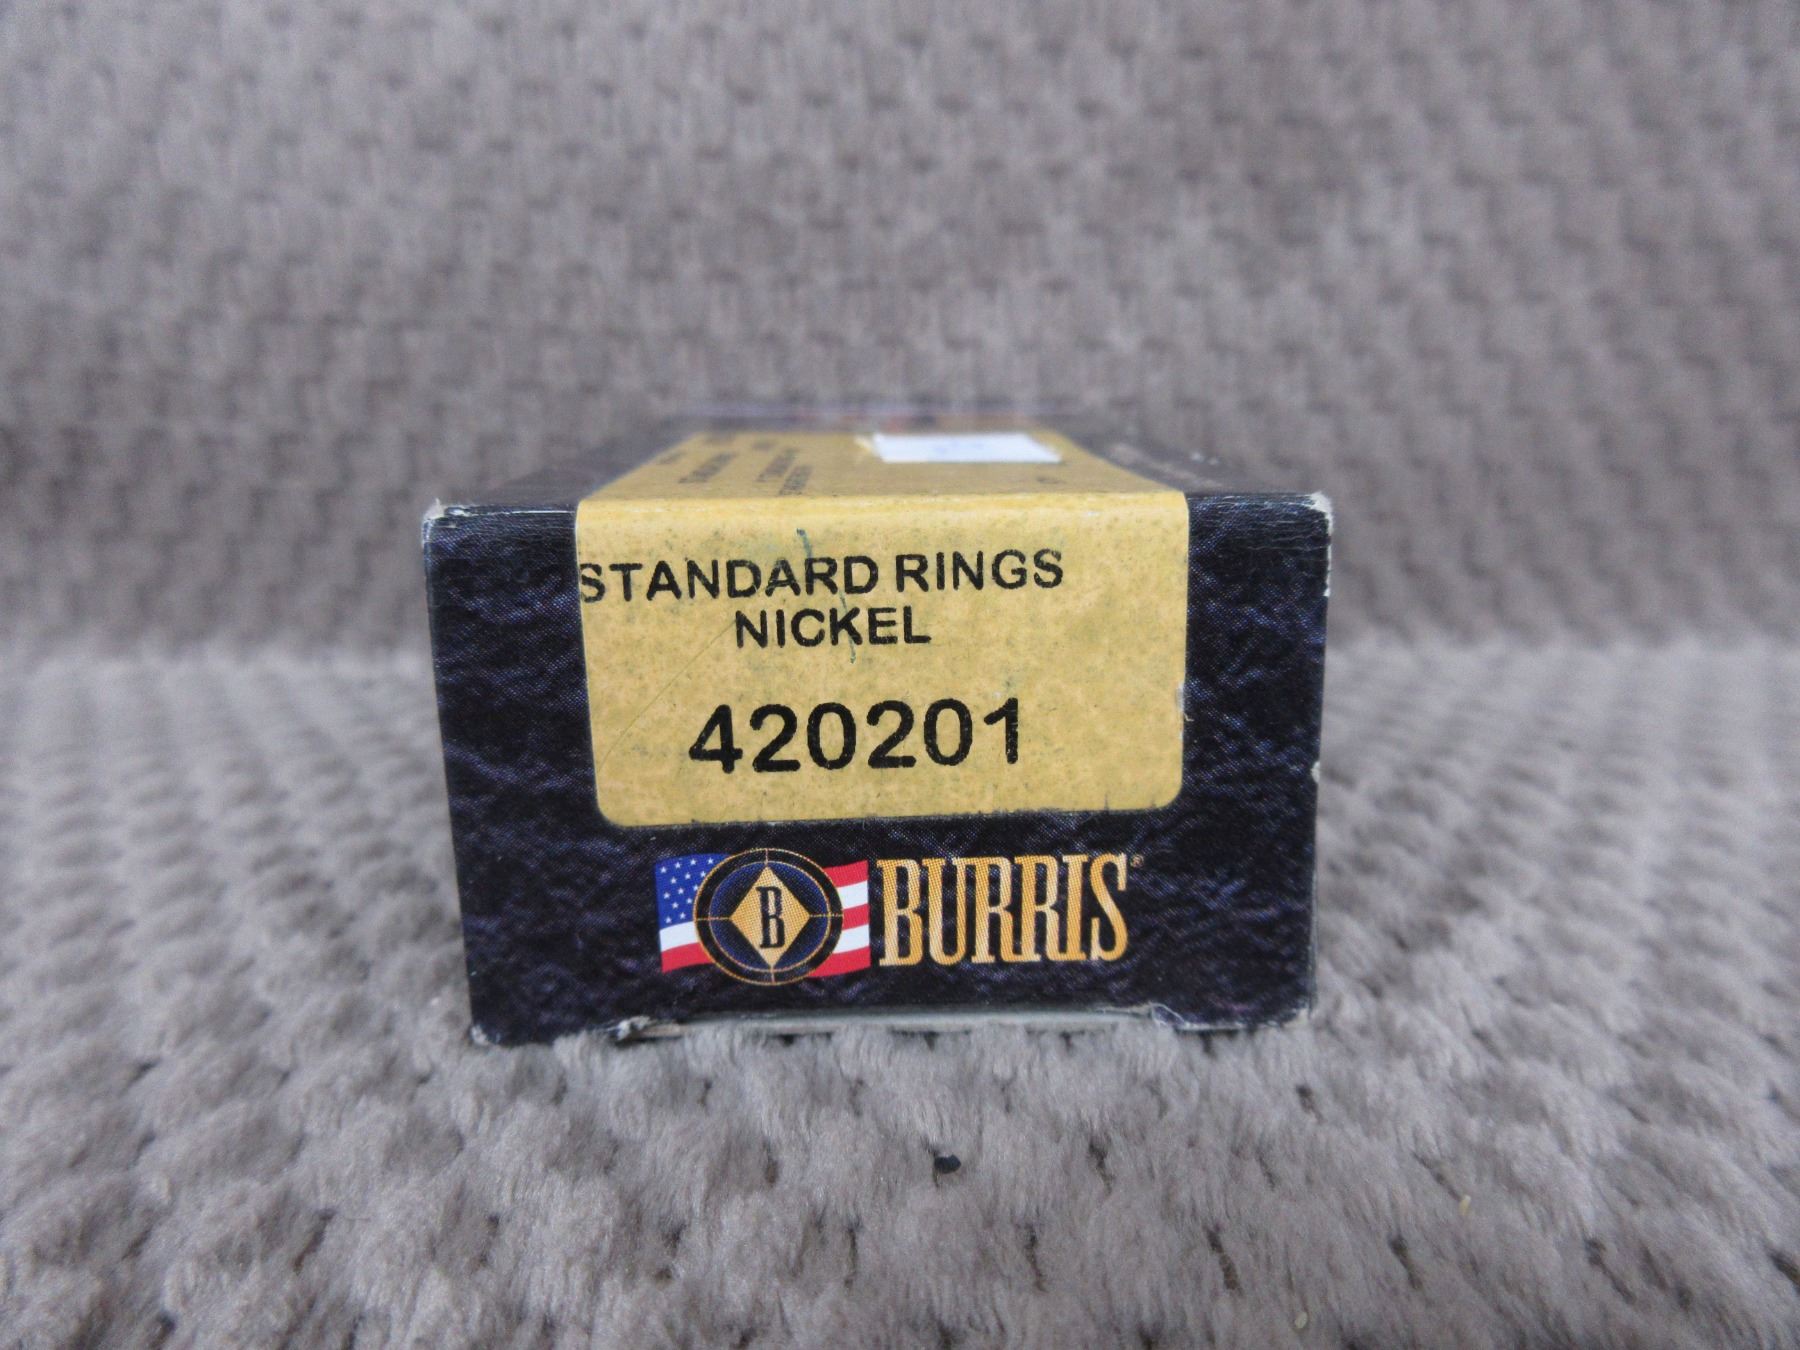 STANDARD RINGS
NICKEL
420201
B
BURRIS®